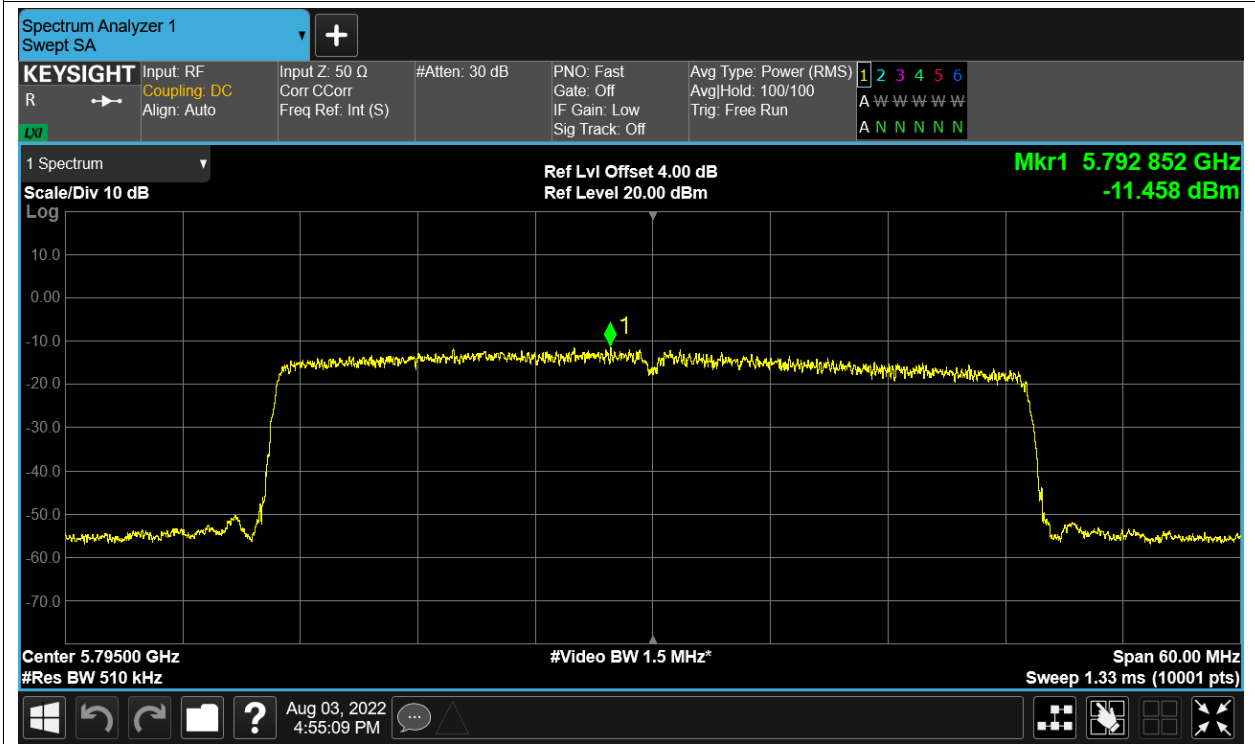 Spectrum Analyzer 1
Swept SA
KEYSIGHT
R
LXI
Input: RF
Coupling: DC
Align: Auto
Input Z: 50 Ω
Corr CCorr
Freq Ref: Int (S)
#Atten: 30 dB
PNO: Fast
Gate: Off
IF Gain: Low
Sig Track: Off
Avg Type: Power (RMS)
Avg|Hold: 100/100
Trig: Free Run
1 2 3 4 5 6
A W W W W W
A N N N N N
1 Spectrum
Scale/Div 10 dB
Log
Ref Lvl Offset 4.00 dB
Ref Level 20.00 dBm
Mkr1 5.792 852 GHz
-11.458 dBm
10.0
0.00
-10.0
-20.0
-30.0
-40.0
-50.0
-60.0
-70.0
1
Center 5.79500 GHz
#Res BW 510 kHz
#Video BW 1.5 MHz*
Span 60.00 MHz
Sweep 1.33 ms (10001 pts)
?
Aug 03, 2022
4:55:09 PM